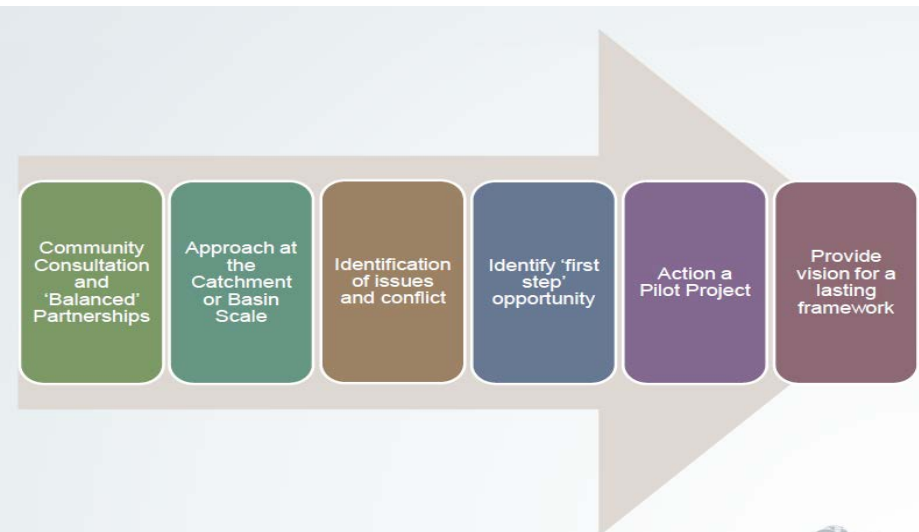 Community
Consultation
and
‘Balanced’
Partnerships
Approach at
the
Catchment
or Basin
Scale
Identification
of issues
and conflict
Identify ‘first
step’
opportunity
Action a
Pilot Project
Provide
vision for a
lasting
framework